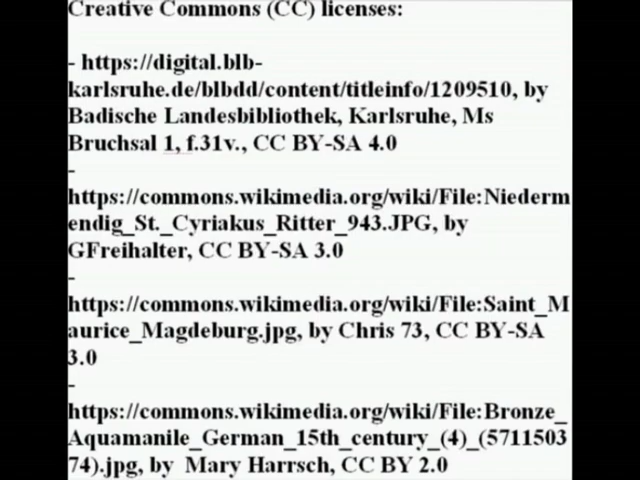 Creative Commons (CC) licenses:
- https://digital.blb-
karlsruhe.de/blbdd/content/titleinfo/1209510, by
Badische Landesbibliothek, Karlsruhe, Ms
Bruchsal 1, f.31v., CC BY-SA 4.0
-
https://commons.wikimedia.org/wiki/File:Niederm
endig_St._Cyriakus_Ritter_943.JPG, by
GFreihalter, CC BY-SA 3.0
-
https://commons.wikimedia.org/wiki/File:Saint_M
aurice_Magdeburg.jpg, by Chris 73, CC BY-SA
3.0
-
https://commons.wikimedia.org/wiki/File:Bronze_
Aquamanile_German_15th_century_(4)_(5711503
74).jpg, by  Mary Harrsch, CC BY 2.0